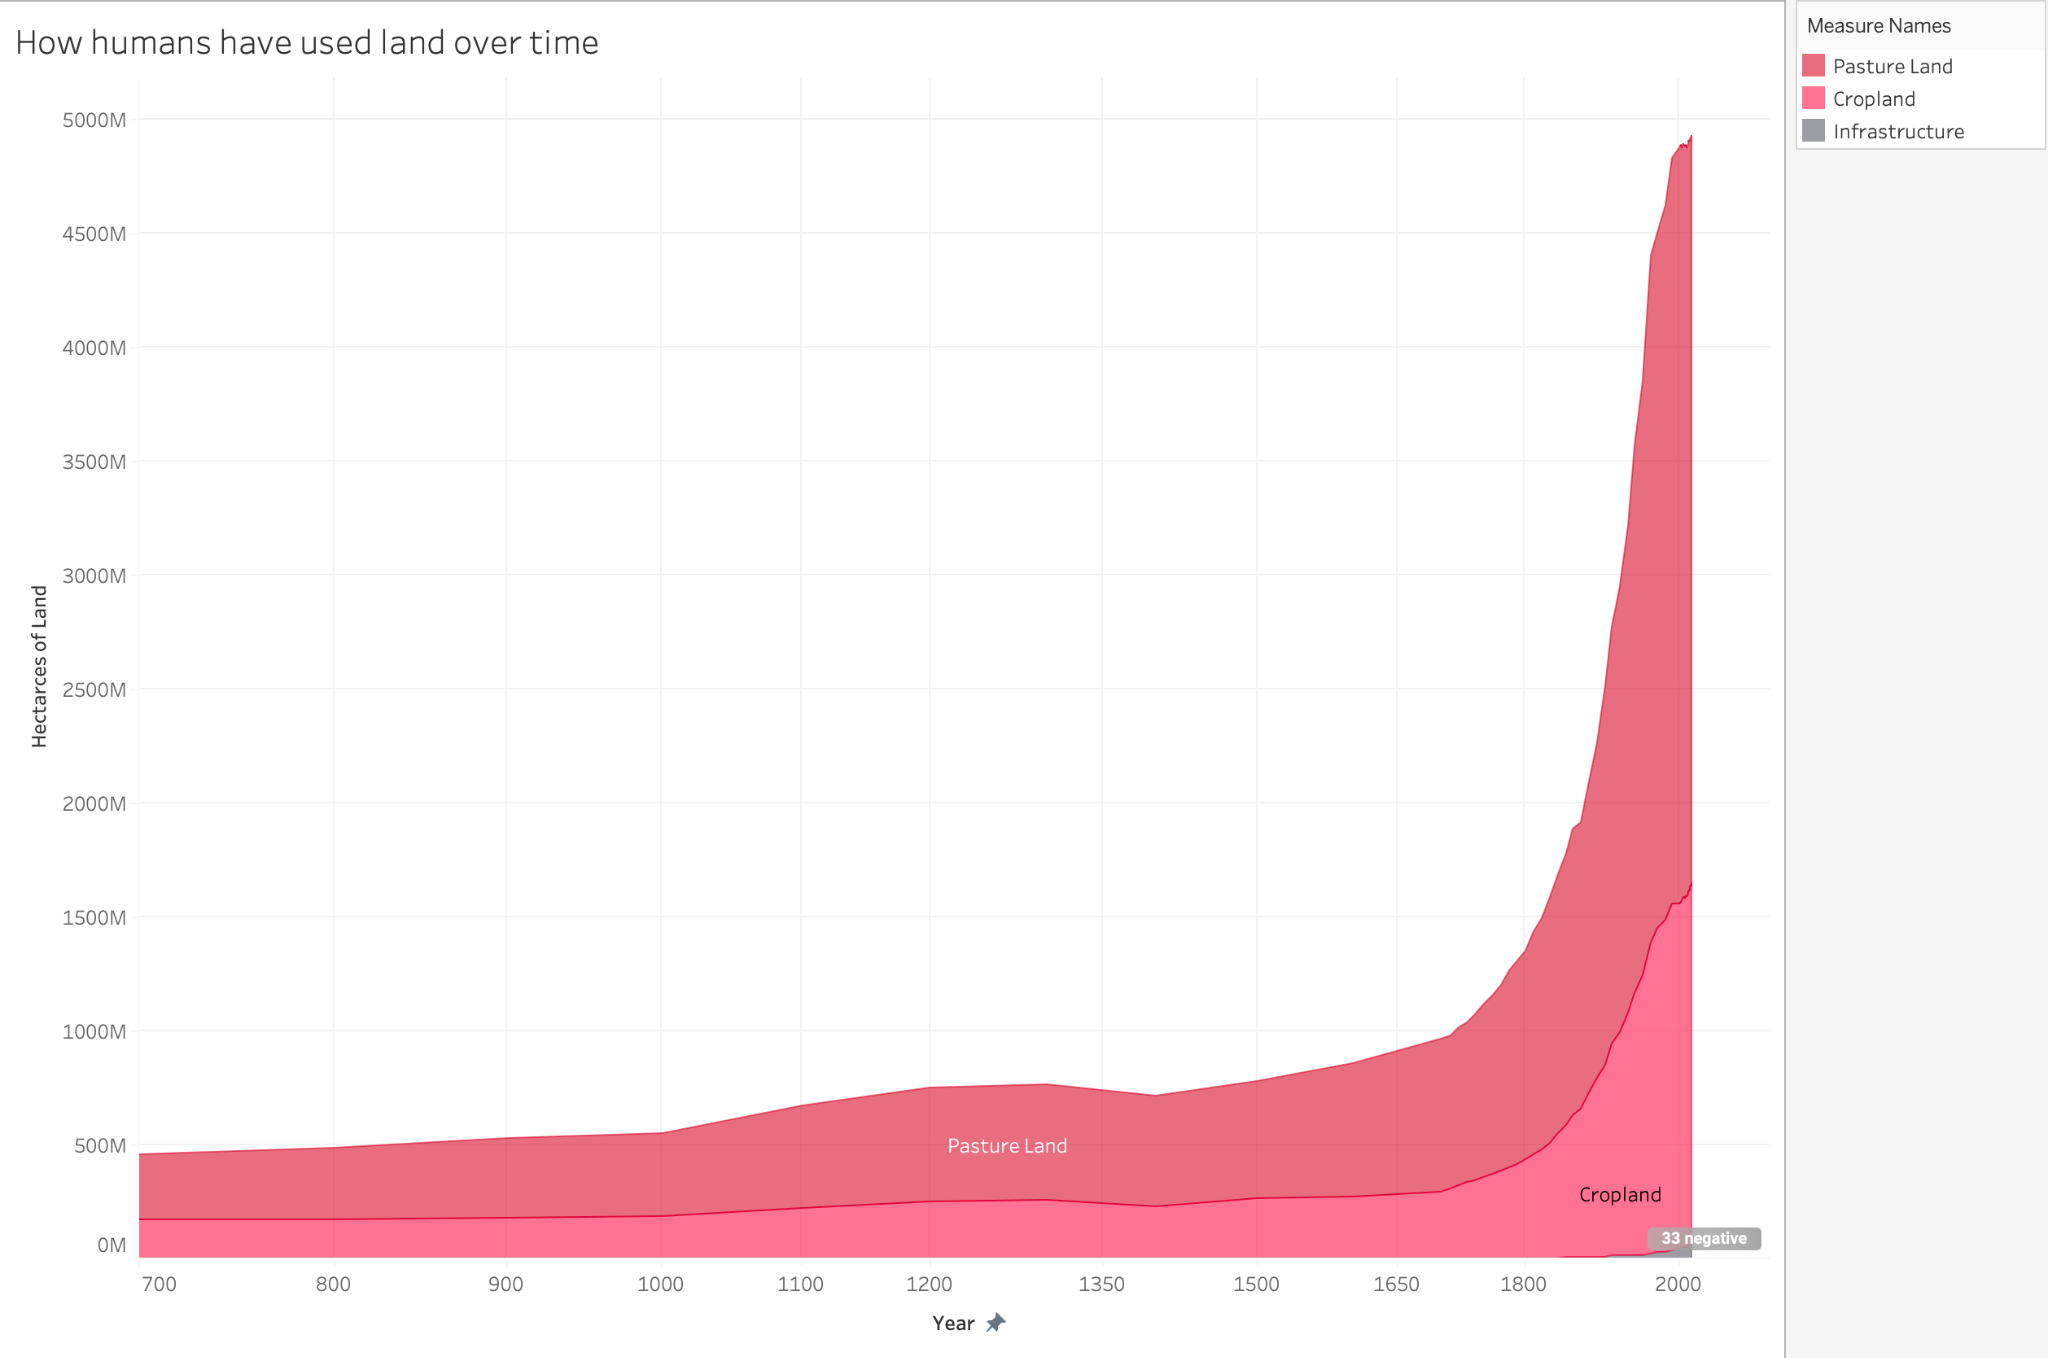 How humans have used land over time
Measure Names
Pasture Land
Cropland
Infrastructure
5000M
4500M
4000M
3500M
3000M
2500M
2000M
1500M
1000M
500M
0M
Hectarces of Land
Pasture Land
Cropland
33 negative
700 800 900 1000 1100 1200 1350 1500 1650 1800 2000
Year